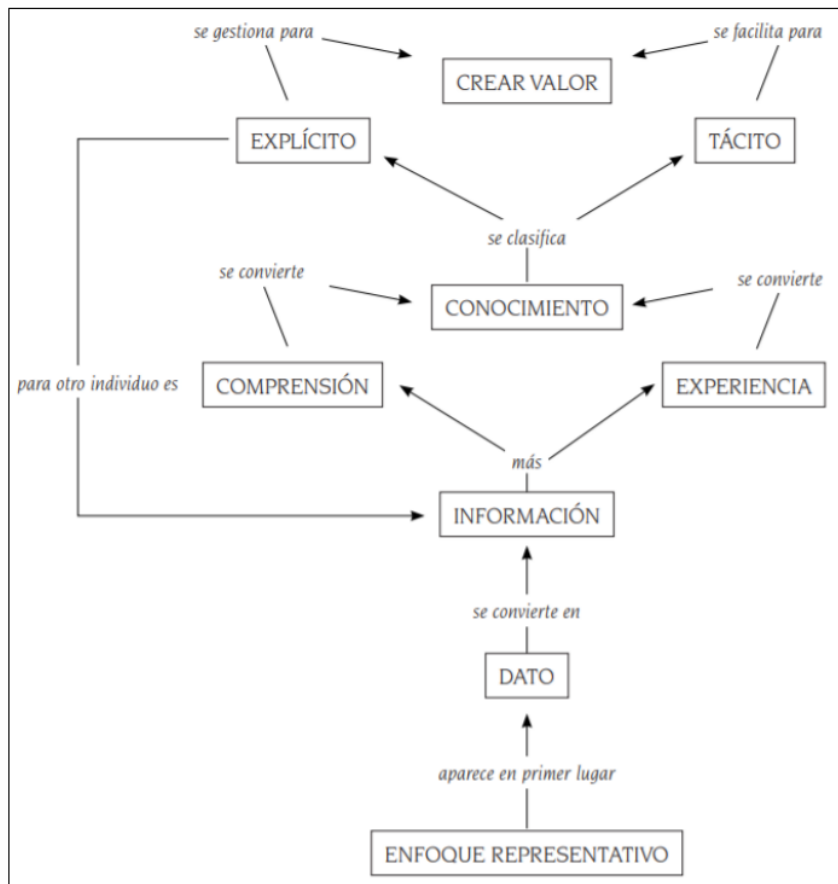 se gestiona para
se facilita para
CREAR VALOR
EXPLÍCITO
TÁCITO
se clasifica
se convierte
se convierte
CONOCIMIENTO
para otro individuo es
COMPRENSIÓN
EXPERIENCIA
más
INFORMACIÓN
se convierte en
DATO
aparece en primer lugar
ENFOQUE REPRESENTATIVO